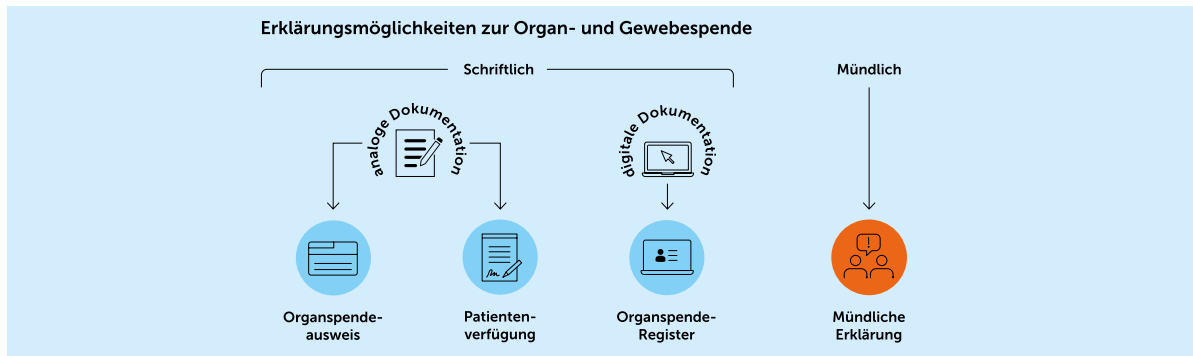 Erklärungsmöglichkeiten zur Organ- und Gewebespende
Schriftlich
Mündlich
analoge Dokumentation
digitale Dokumentation
Organspende-
ausweis
Patienten-
verfügung
Organspende-
Register
Mündliche
Erklärung